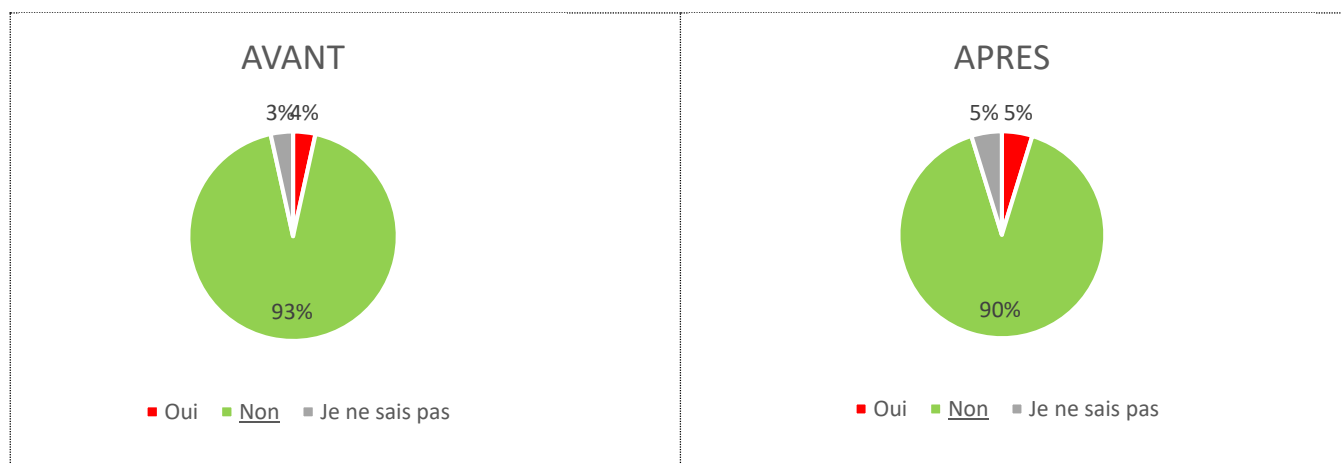 AVANT
3% 4%
93%
Oui Non Je ne sais pas
APRES
5% 5%
90%
Oui Non Je ne sais pas